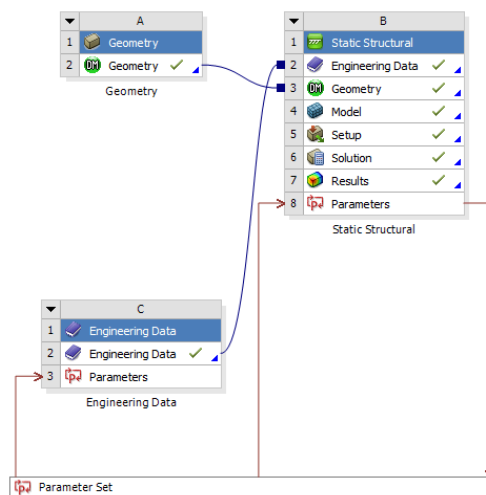 A
1 Geometry
2 Geometry
Geometry
B
1 Static Structural
2 Engineering Data
3 Geometry
4 Model
5 Setup
6 Solution
7 Results
8 Parameters
Static Structural
C
1 Engineering Data
2 Engineering Data
3 Parameters
Engineering Data
Parameter Set